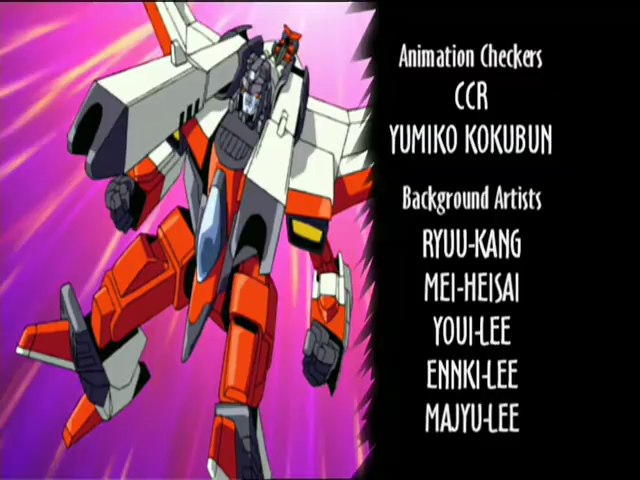 Animation Checkers
CCR
YUMIKO KOKUBUN
Background Artists
RYUU-KANG
MEI-HEISAI
YOUI-LEE
ENNKI-LEE
MAJYU-LEE